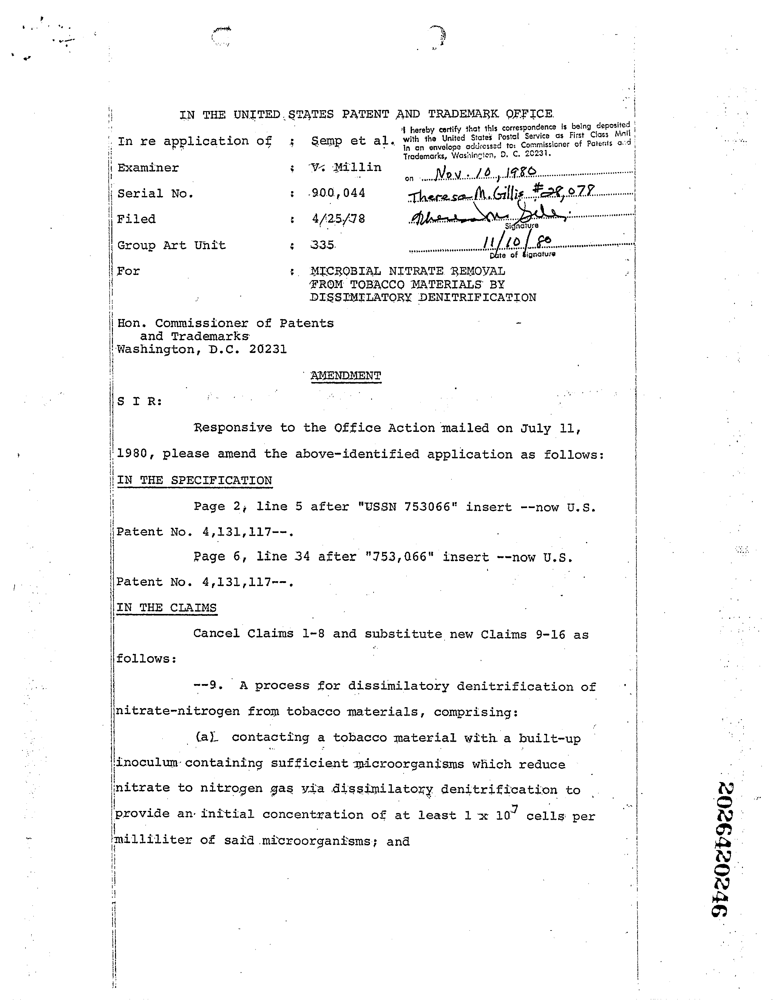 IN THE UNITED STATES PATENT AND TRADEMARK OFFICE
I hereby certify that this correspondence is being deposited
with the United States Postal Service as First Class Mail
in an envelope addressed to: Commissioner of Patents and
Trademarks, Washington, D. C. 20231.
on Nov. 10, 1980
Theresa M. Gillis #28,078
Signature
11/10/80
Date of Signature
In re application of : Semp et al.
Examiner : V. Millin
Serial No. : 900,044
Filed : 4/25/78
Group Art Unit : 335
For : MICROBIAL NITRATE REMOVAL
FROM TOBACCO MATERIALS BY
DISSIMILATORY DENITRIFICATION
Hon. Commissioner of Patents
and Trademarks
Washington, D.C. 20231
AMENDMENT
S I R:
Responsive to the Office Action mailed on July 11,
1980, please amend the above-identified application as follows:
IN THE SPECIFICATION
Page 2, line 5 after "USSN 753066" insert --now U.S.
Patent No. 4,131,117--.
Page 6, line 34 after "753,066" insert --now U.S.
Patent No. 4,131,117--.
IN THE CLAIMS
Cancel Claims 1-8 and substitute new Claims 9-16 as
follows:
--9. A process for dissimilatory denitrification of
nitrate-nitrogen from tobacco materials, comprising:
(a) contacting a tobacco material with a built-up
inoculum containing sufficient microorganisms which reduce
nitrate to nitrogen gas via dissimilatory denitrification to
provide an initial concentration of at least 1 x 10⁷ cells per
milliliter of said microorganisms; and
2026420246